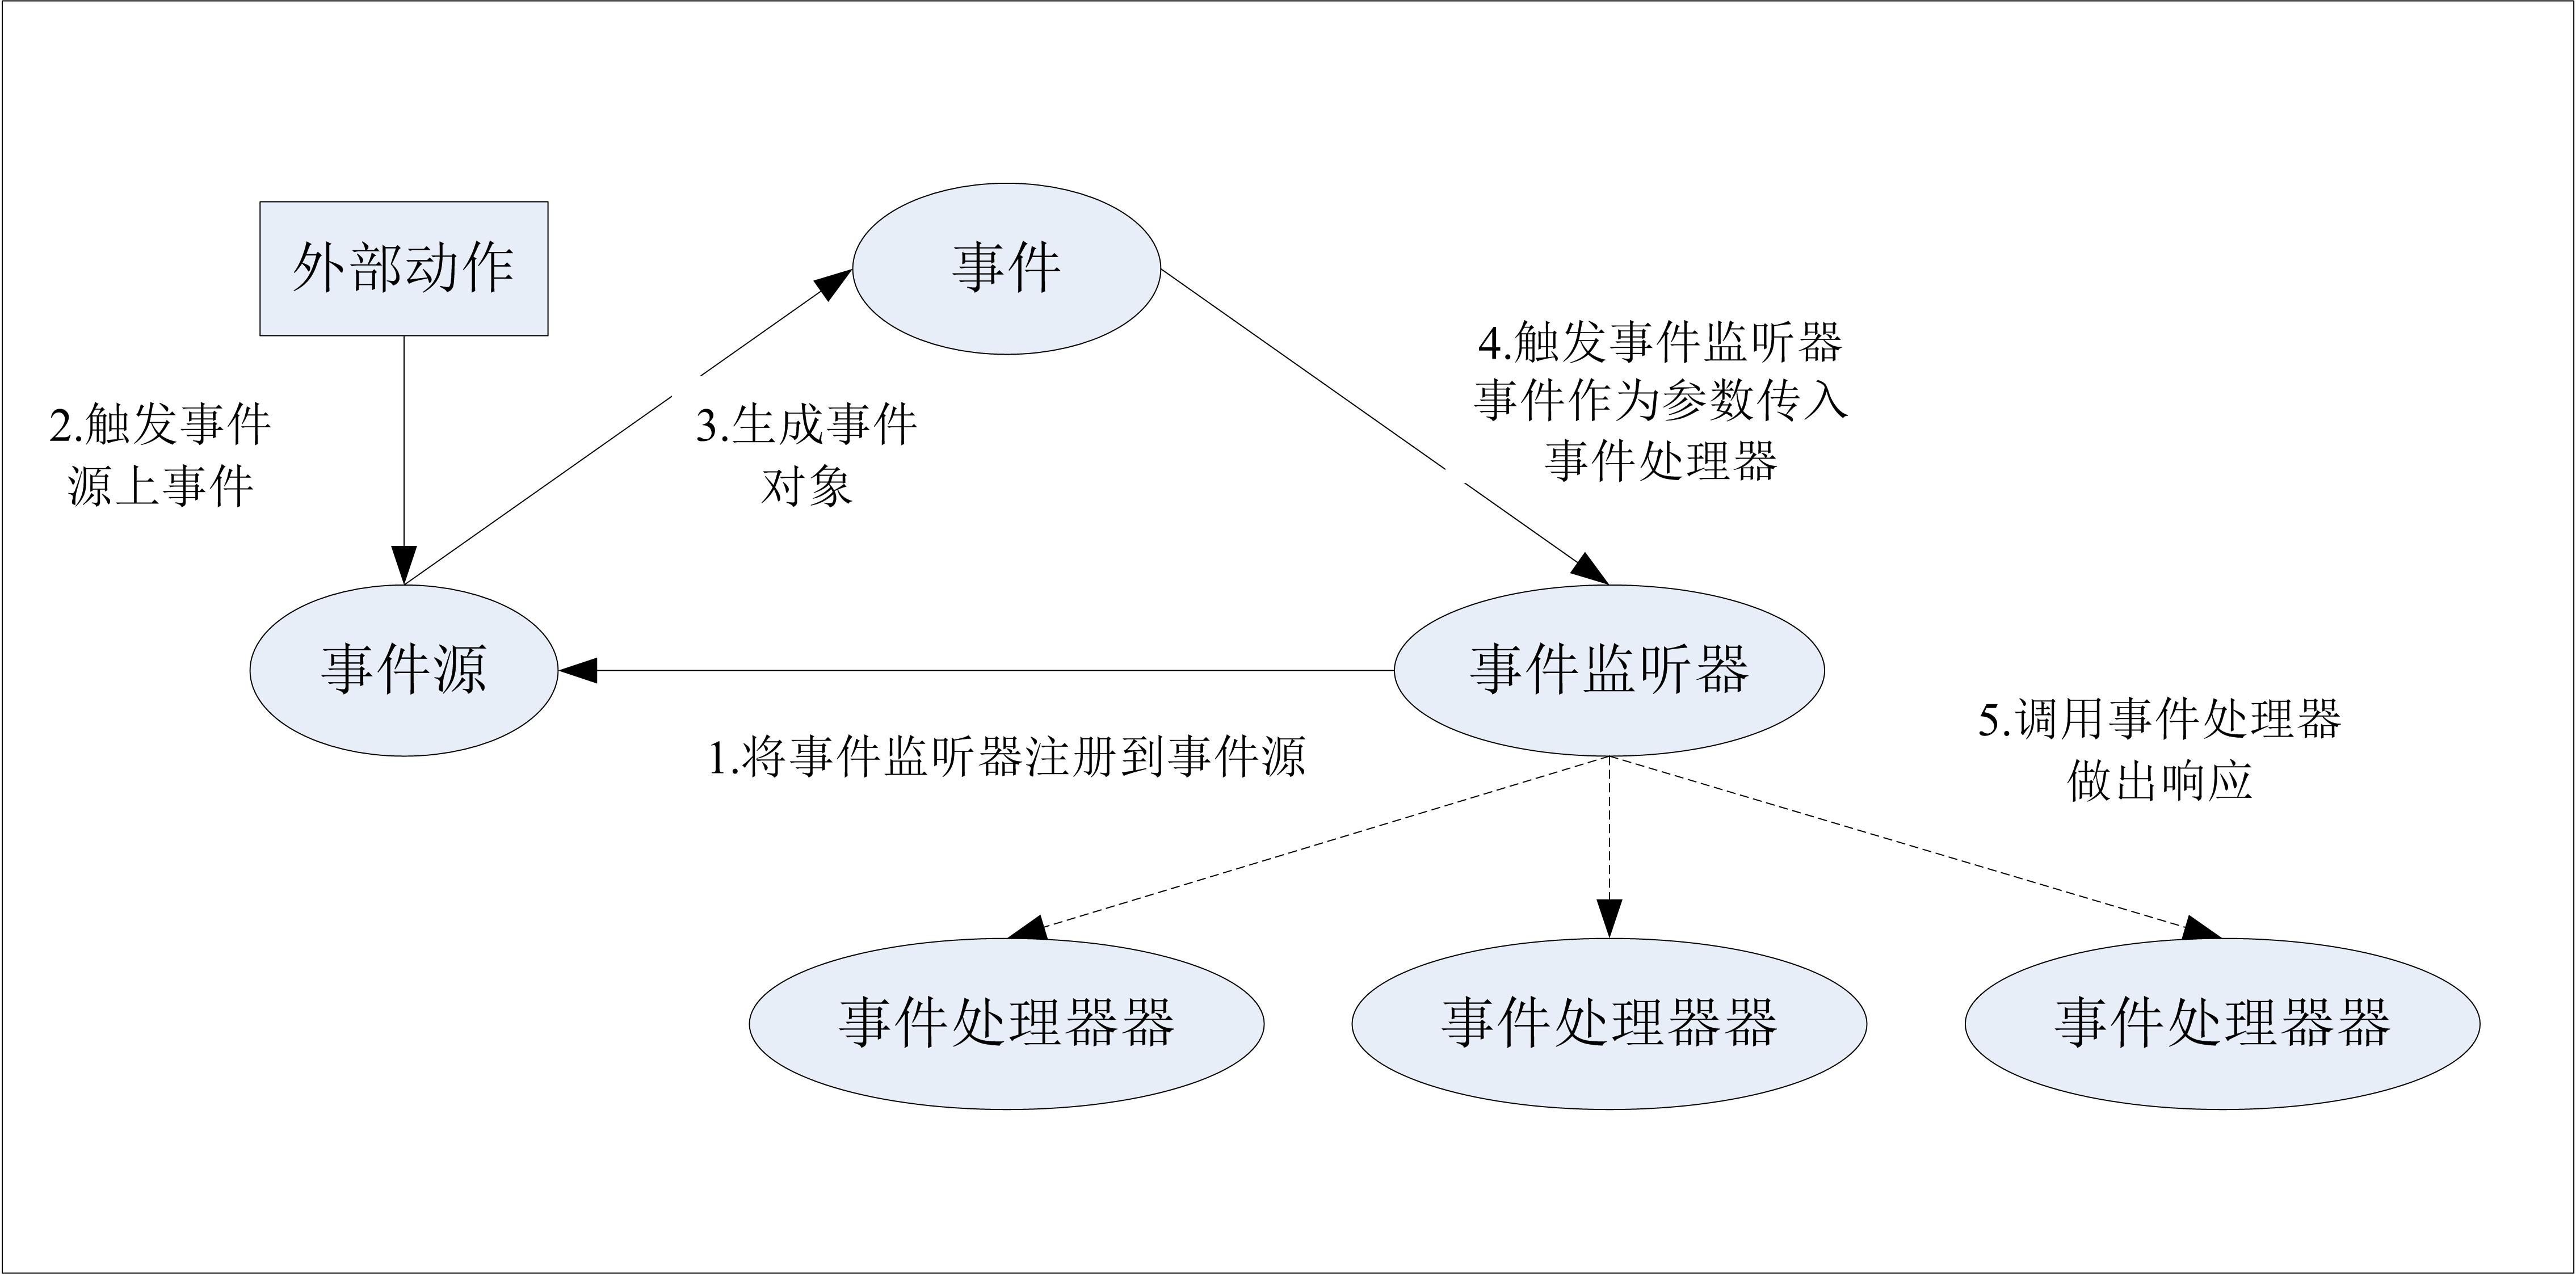 外部动作
事件
4.触发事件监听器
事件作为参数传入
事件处理器
2.触发事件
源上事件
3.生成事件
对象
事件源
事件监听器
1.将事件监听器注册到事件源
5.调用事件处理器
做出响应
事件处理器器
事件处理器器
事件处理器器